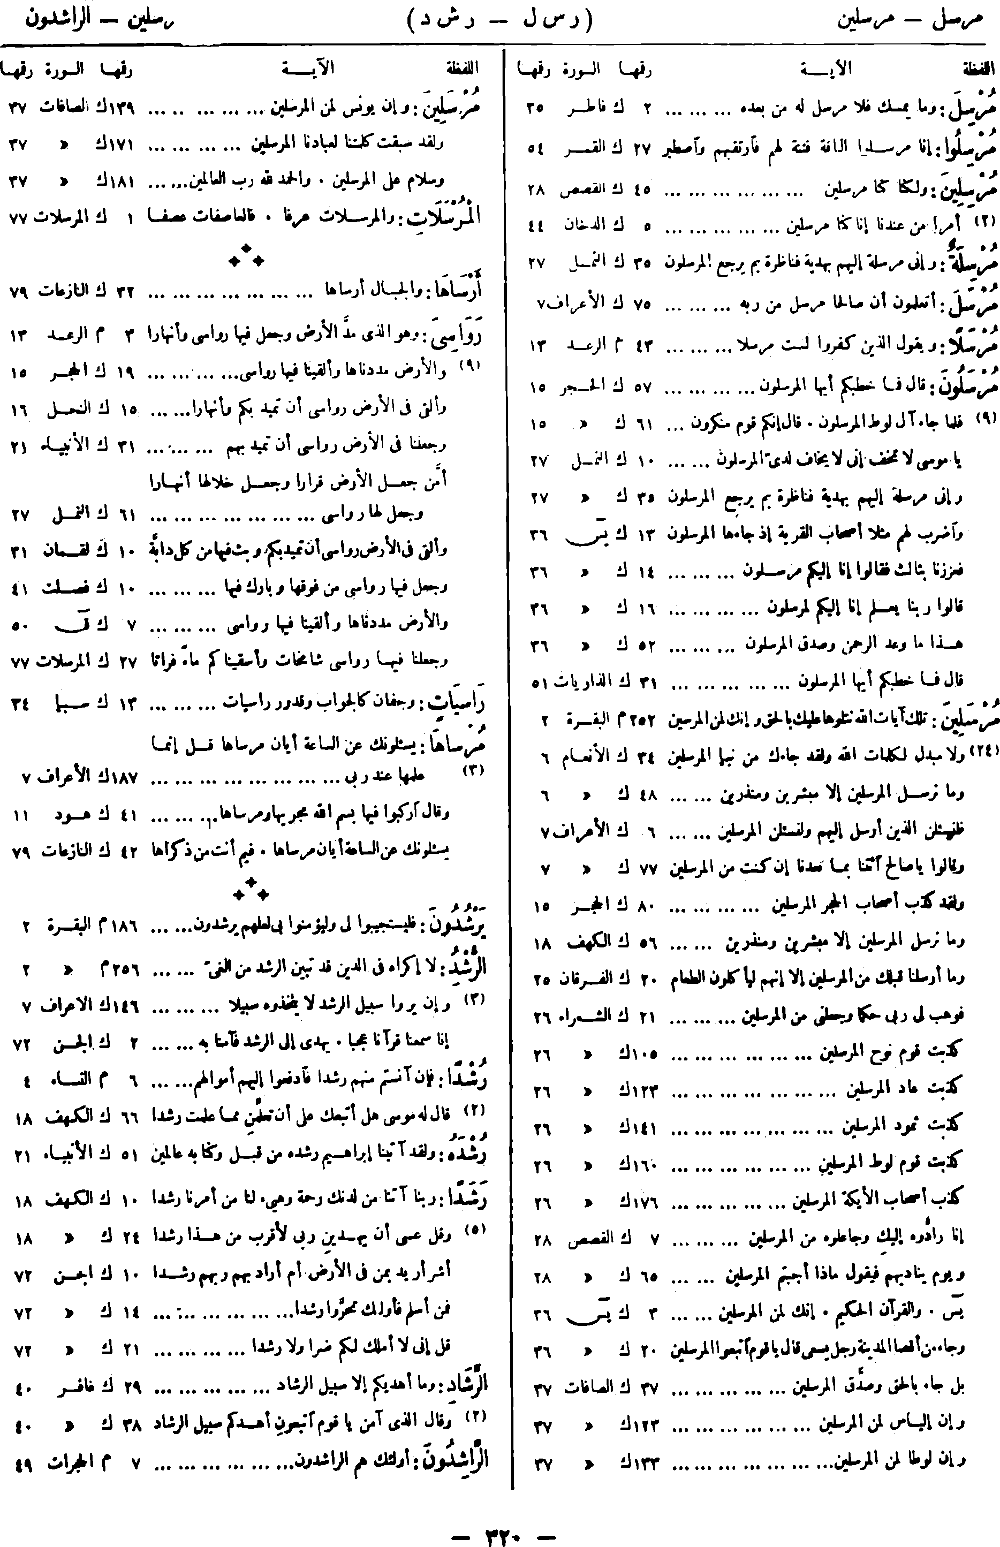 مرسل — مرسلين (رسل — رشد) رسلين — الراشدون
اللفظة الآيـــة رقمها السورة رقمها
مُرْسِلَ: وما يمسك فلا مرسل له من بعده ... ... ... ٢ ك فاطر ٣٥
مُرْسِلُوا: إنا مرسلوا الناقة فتنة لهم فارتقبهم وآصطبر ٢٧ ك القمر ٥٤
مُرْسِلِينَ: ولكنا كنا مرسلين ... ... ... ... ... ... ... ٤٥ ك القصص ٢٨
(٢) أمرا من عندنا إنا كنا مرسلين ... ... ... ... ... ٥ ك الدخان ٤٤
مُرْسِلَةٌ: وإنى مرسلة إليهم بهدية فناظرة بم يرجع المرسلون ٣٥ ك النمل ٢٧
مُرْسَلٌ: أتعلمون أن صالحا مرسل من ربه ... ... ... ٧٥ ك الأعراف ٧
مُرْسَلًا: ويقول الذين كفروا لست مرسلا ... ... ... ٤٣ م الرعد ١٣
مُرْسَلُونَ: قال فما خطبكم أيها المرسلون ... ... ... ... ٥٧ ك الحجر ١٥
(٩) فلما جاء آل لوط المرسلون . قال إنكم قوم منكرون ... ٦١ ك » ١٥
يا موسى لا تخف إنى لا يخاف لدىّ المرسلون ... ... ١٠ ك النمل ٢٧
وإنى مرسلة إليهم بهدية فناظرة بم يرجع المرسلون ٣٥ ك » ٢٧
وآضرب لهم مثلا أصحاب القرية إذ جاءها المرسلون ١٣ ك يس ٣٦
فعززنا بثالث فقالوا إنا إليكم مرسلون ... ... ... ١٤ ك » ٣٦
قالوا ربنا يعلم إنا إليكم لمرسلون ... ... ... ... ١٦ ك » ٣٦
هذا ما وعد الرحمن وصدق المرسلون ... ... ... ٥٢ ك » ٣٦
قال فما خطبكم أيها المرسلون ... ... ... ... ... ٣١ ك الذاريات ٥١
مُرْسَلِينَ: تلك آيات الله نتلوها عليك بالحق وإنك لمن المرسلين ٢٥٢ م البقرة ٢
(٢٤) ولا مبدل لكلمات الله ولقد جاءك من نبإ المرسلين ٣٤ ك الأنعام ٦
وما نرسل المرسلين إلا مبشرين ومنذرين ... ... ٤٨ ك » ٦
فلنسئلن الذين أرسل إليهم ولنسئلن المرسلين ... ... ٦ ك الأعراف ٧
وقالوا يا صالح آئتنا بما تعدنا إن كنت من المرسلين ٧٧ ك » ٧
ولقد كذب أصحاب الحجر المرسلين ... ... ... ... ٨٠ ك الحجر ١٥
وما نرسل المرسلين إلا مبشرين ومنذرين ... ... ٥٦ ك الكهف ١٨
وما أرسلنا قبلك من المرسلين إلا إنهم ليأكلون الطعام ٢٠ ك الفرقان ٢٥
فوهب لى ربى حكما وجعلنى من المرسلين ... ... ... ٢١ ك الشعراء ٢٦
كذبت قوم نوح المرسلين ... ... ... ... ... ... ١٠٥ ك » ٢٦
كذبت عاد المرسلين ... ... ... ... ... ... ... ١٢٣ ك » ٢٦
كذبت ثمود المرسلين ... ... ... ... ... ... ... ١٤١ ك » ٢٦
كذبت قوم لوط المرسلين ... ... ... ... ... ... ١٦٠ ك » ٢٦
كذب أصحاب الأيكة المرسلين ... ... ... ... ... ١٧٦ ك » ٢٦
إنا رادّوه إليك وجاعلوه من المرسلين ... ... ... ٧ ك القصص ٢٨
ويوم يناديهم فيقول ماذا أجبتم المرسلين ... ... ... ٦٥ ك » ٢٨
يس . والقرآن الحكيم . إنك لمن المرسلين ... ... ٣ ك يس ٣٦
وجاء من أقصا المدينة رجل يسعى قال يا قوم آتبعوا المرسلين ٢٠ ك » ٣٦
بل جاء بالحق وصدّق المرسلين ... ... ... ... ... ٣٧ ك الصافات ٣٧
وإن إلياس لمن المرسلين ... ... ... ... ... ... ١٢٣ ك » ٣٧
وإن لوطا لمن المرسلين ... ... ... ... ... ... ... ١٣٣ ك » ٣٧
اللفظة الآيـــة رقمها السورة رقمها
مُرْسَلِينَ: وإن يونس لمن المرسلين ... ... ... ... ... ١٣٩ ك الصافات ٣٧
ولقد سبقت كلمتنا لعبادنا المرسلين ... ... ... ... ١٧١ ك » ٣٧
وسلام على المرسلين . والحمد لله رب العالمين ... ... ١٨١ ك » ٣٧
الْمُرْسَلَاتِ: والمرسلات عرفا . فالعاصفات عصفا ١ ك المرسلات ٧٧
أَرْسَاهَا: والجبال أرساها ... ... ... ... ... ... ... ٣٢ ك النازعات ٧٩
رَوَاسِىَ: وهو الذى مدّ الأرض وجعل فيها رواسى وأنهارا ٣ م الرعد ١٣
(٩) والأرض مددناها وألقينا فيها رواسى ... ... ... ... ١٩ ك الحجر ١٥
وألقى فى الأرض رواسى أن تميد بكم وأنهارا ... ... ١٥ ك النحل ١٦
وجعلنا فى الأرض رواسى أن تميد بهم ... ... ... ٣١ ك الأنبياء ٢١
أمّن جعل الأرض قرارا وجعل خلالها أنهارا
وجعل لها رواسى ... ... ... ... ... ... ... ٦١ ك النمل ٢٧
وألقى فى الأرض رواسى أن تميد بكم وبث فيها من كل دابة ١٠ ك لقمان ٣١
وجعل فيها رواسى من فوقها وبارك فيها ... ... ... ١٠ ك فصلت ٤١
والأرض مددناها وألقينا فيها رواسى ... ... ... ... ٧ ك ق ٥٠
وجعلنا فيها رواسى شامخات وأسقيناكم ماء فراتا ٢٧ ك المرسلات ٧٧
رَاسِيَاتٍ: وجفان كالجواب وقدور راسيات ... ... ... ١٣ ك سبإ ٣٤
مُرْسَاهَا: يسئلونك عن الساعة أيان مرساها قل إنما
(٣) علمها عند ربى ... ... ... ... ... ... ... ... ١٨٧ ك الأعراف ٧
وقال آركبوا فيها بسم الله مجريها ومرساها ... ... ... ٤١ ك هود ١١
يسئلونك عن الساعة أيان مرساها . فيم أنت من ذكراها ٤٢ ك النازعات ٧٩
يَرْشُدُونَ: فليستجيبوا لى وليؤمنوا بى لعلهم يرشدون ... ... ١٨٦ م البقرة ٢
الرُّشْدُ: لا إكراه فى الدين قد تبين الرشد من الغىّ ... ... ٢٥٦ م » ٢
(٣) وإن يروا سبيل الرشد لا يتخذوه سبيلا ... ... ... ١٤٦ ك الاعراف ٧
إنا سمعنا قرآنا عجبا . يهدى إلى الرشد فآمنا به ... ... ٢ ك الجن ٧٢
رُشْدًا: فإن آنستم منهم رشدا فآدفعوا إليهم أموالهم ... ... ٦ م النساء ٤
(٢) قال له موسى هل أتبعك على أن تعلّمن مما علمت رشدا ٦٦ ك الكهف ١٨
رُشْدَهُ: ولقد آتينا إبراهيم رشده من قبل وكنا به عالمين ٥١ ك الأنبياء ٢١
رَشَدًا: ربنا آتنا من لدنك رحمة وهيىء لنا من أمرنا رشدا ١٠ ك الكهف ١٨
(٥) وقل عسى أن يهدين ربى لأقرب من هذا رشدا ٢٤ ك » ١٨
أشر أريد بمن فى الأرض أم أراد بهم ربهم رشدا ١٠ ك الجن ٧٢
فمن أسلم فأولئك تحرّوا رشدا ... ... ... ... ... ١٤ ك » ٧٢
قل إنى لا أملك لكم ضرا ولا رشدا ... ... ... ... ٢١ ك » ٧٢
الرَّشَادِ: وما أهديكم إلا سبيل الرشاد ... ... ... ... ... ٢٩ ك غافر ٤٠
(٢) وقال الذى آمن يا قوم آتبعون أهدكم سبيل الرشاد ٣٨ ك » ٤٠
الرَّاشِدُونَ: أولئك هم الراشدون ... ... ... ... ... ... ٧ م الحجرات ٤٩
— ٣٢٠ —